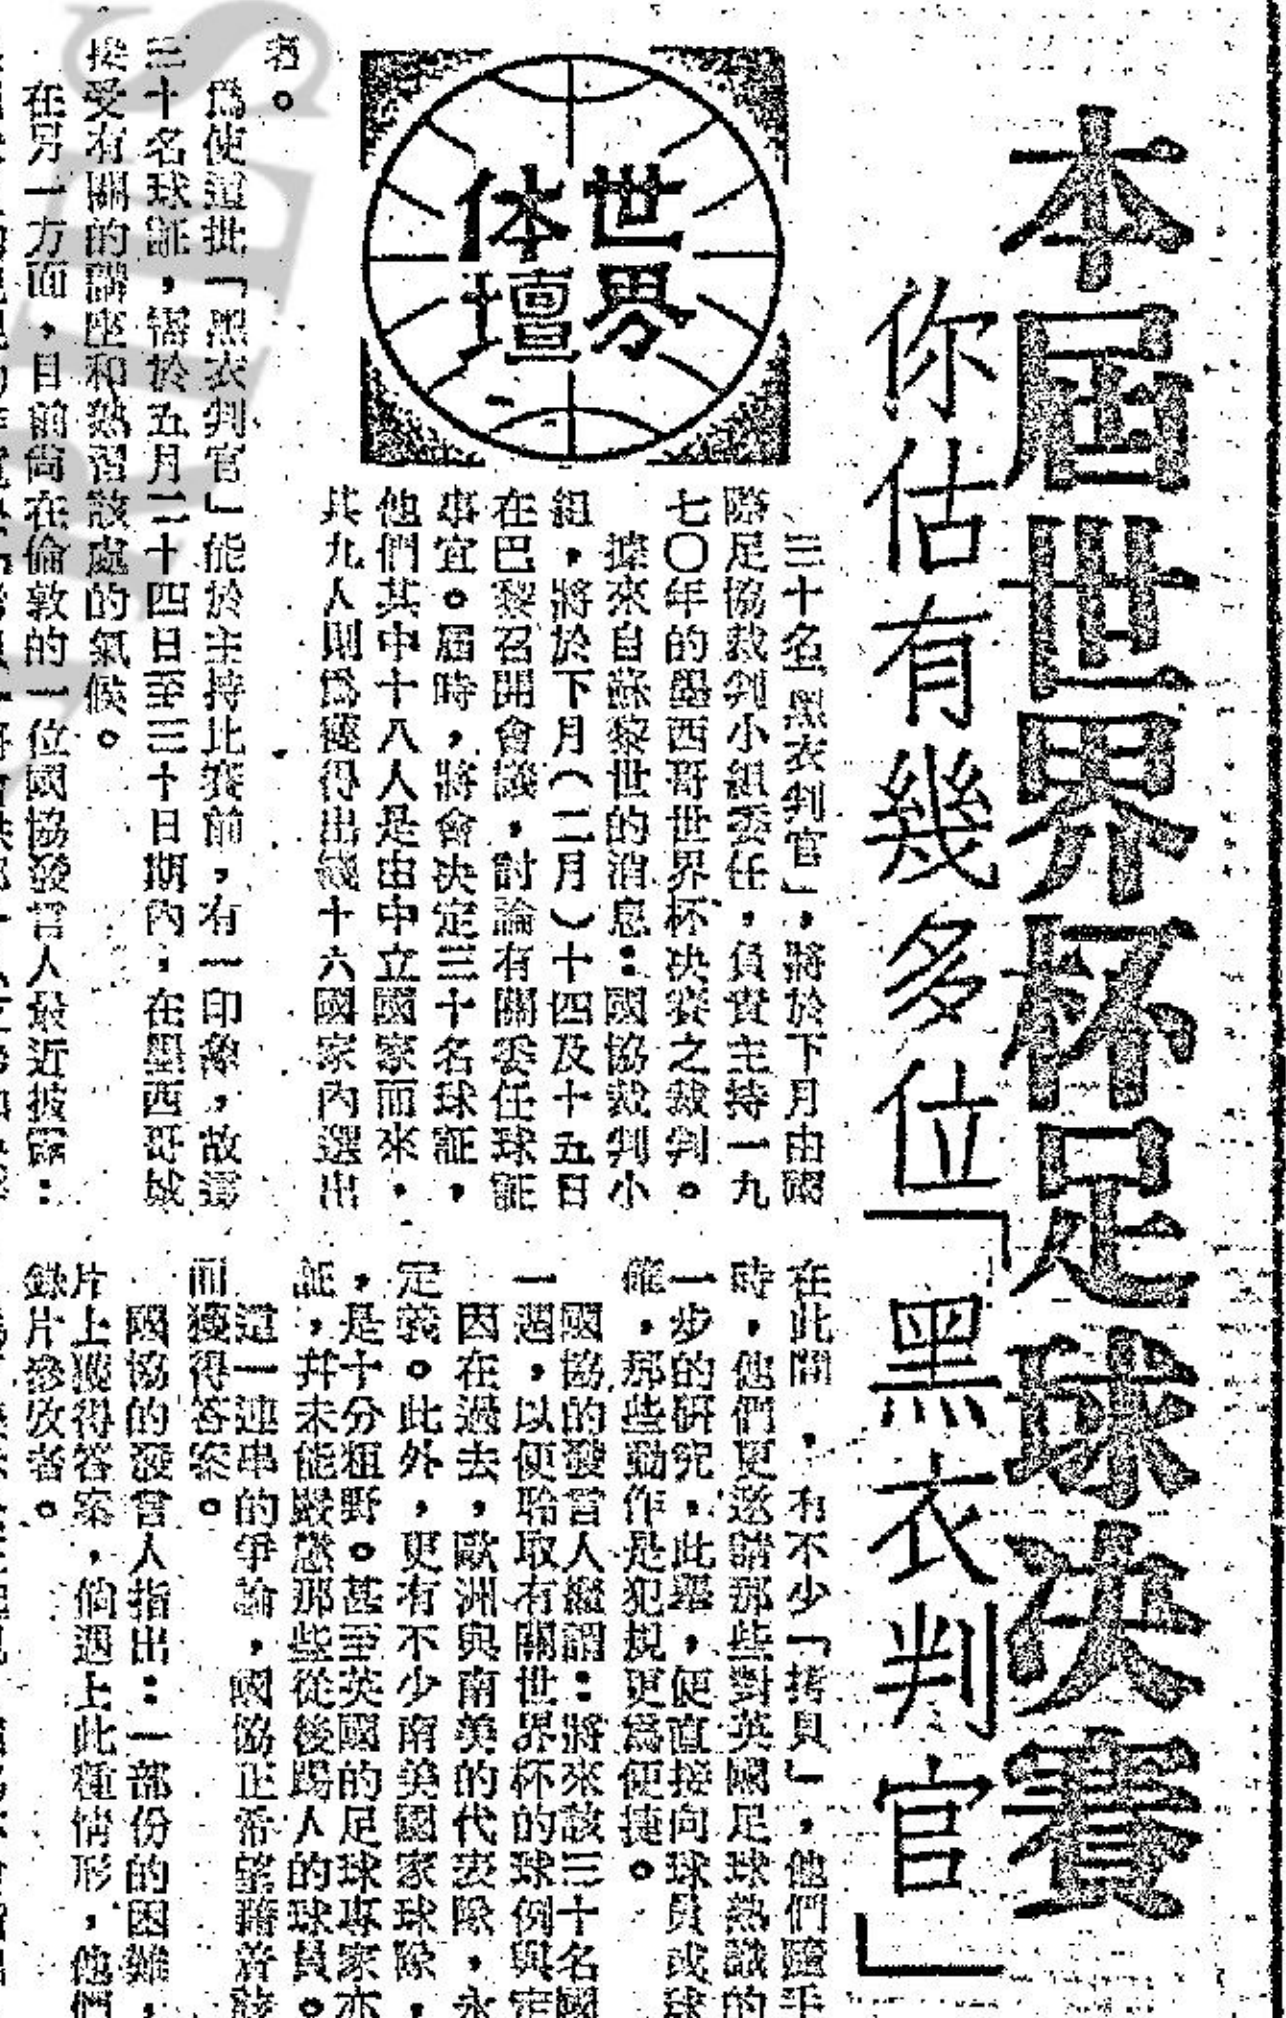 本屆世界杯足球決賽
你估有幾多位「黑衣判官」
世界
体壇
三十名「黑衣判官」，將於下月由國
際足協裁判小組委任，負責主持一九
七〇年的墨西哥世界杯決賽之裁判。
據來自蘇黎世的消息：國協裁判小
組，將於下月（二月）十四及十五日
在巴黎召開會議，討論有關委任球証
事宜。屆時，將會決定三十名球証，
他們其中十八人是由中立國家而來，
其九人則爲獲得出綫十六國家內選出
者。
爲使這批「黑衣判官」能於主持比賽前，有一印象，故這
三十名球証，需於五月二十四日至三十日期內，在墨西哥城
接受有關的講座和熟習該處的氣候。
在另一方面，目前尚在倫敦的一位國協發言人最近披露：
在此間，有不少「拷貝」，他們隨手
時，他們更邀請那些對英國足球熱識的
一步的研究，此舉，便直接向球員或球
確，那些動作是犯規更爲便捷。
國協的發言人繼謂：將來該三十名國
一週，以便聆取有關世界杯的球例與定
因在過去，歐洲與南美的代表隊，永
定義。此外，更有不少南美國家球隊，
，是十分粗野。甚至英國的足球專家亦
証，幷未能嚴懲那些從後踢人的球員。
這一連串的爭論，國協正希望藉着該
而獲得答案。
國協的發言人指出：一部份的困難，
片上獲得答案，倘遇上此種情形，他們
錄片參攷者。